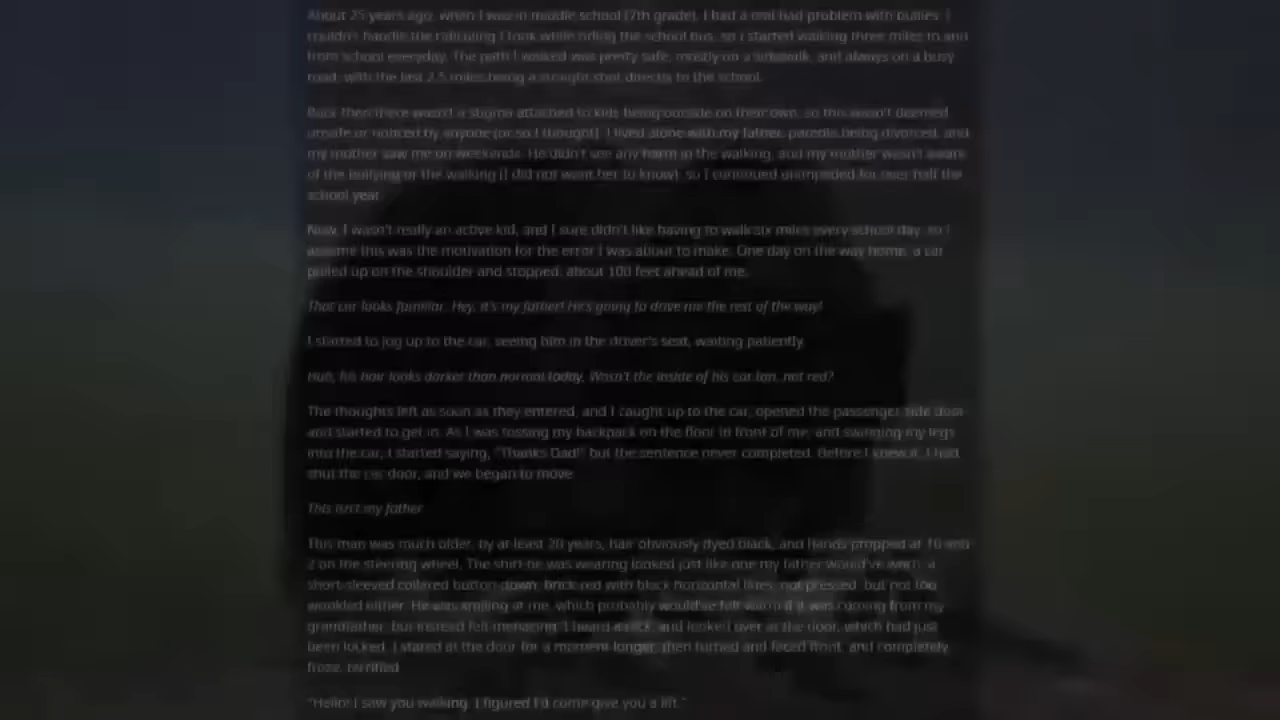 About 25 years ago, when I was in middle school (7th grade), I had a real bad problem with bullies. I
couldn't handle the ridiculing I took while riding the school bus, so I started walking three miles to and
from school everyday. The path I walked was pretty safe, mostly on a sidewalk, and always on a busy
road, with the last 2.5 miles being a straight shot directly to the school.
Back then there wasn't a stigma attached to kids being outside on their own, so this wasn't deemed
unsafe or noticed by anyone (or so I thought). I lived alone with my father, parents being divorced, and
my mother saw me on weekends. He didn't see any harm in the walking, and my mother wasn't aware
of the bullying or the walking (I did not want her to know), so I continued unimpeded for over half the
school year.
Now, I wasn't really an active kid, and I sure didn't like having to walk six miles every school day, so I
assume this was the motivation for the error I was about to make. One day on the way home, a car
pulled up on the shoulder and stopped, about 100 feet ahead of me.
That car looks familiar. Hey, it's my father! He's going to drive me the rest of the way!
I started to jog up to the car, seeing him in the driver's seat, waiting patiently.
Huh, his hair looks darker than normal today. Wasn't the inside of his car tan, not red?
The thoughts left as soon as they entered, and I caught up to the car, opened the passenger side door
and started to get in. As I was tossing my backpack on the floor in front of me, and swinging my legs
into the car, I started saying, "Thanks Dad!" but the sentence never completed. Before I knew it, I had
shut the car door, and we began to move.
This isn't my father
This man was much older, by at least 20 years, hair obviously dyed black, and hands propped at 10 and
2 on the steering wheel. The shirt he was wearing looked just like one my father would've worn, a
short-sleeved collared button-down, brick red with black horizontal lines, not pressed, but not too
wrinkled either. He was smiling at me, which probably would've felt warm if it was coming from my
grandfather, but instead felt menacing. I heard a click, and looked over at the door, which had just
been locked. I stared at the door for a moment longer, then turned and faced front, and completely
froze, terrified.
"Hello! I saw you walking. I figured I'd come give you a lift."